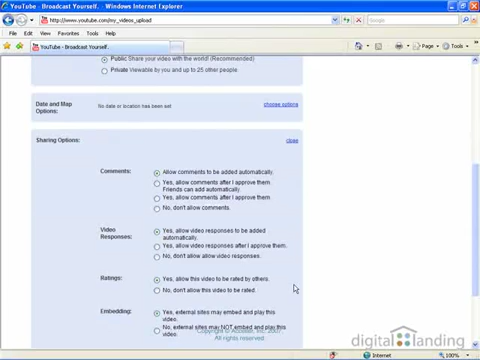 YouTube - Broadcast Yourself. - Windows Internet Explorer
http://www.youtube.com/my_videos_upload
Google
File Edit View Favorites Tools Help
YouTube - Broadcast Yourself.
Page Tools
Public Share your video with the world! (Recommended)
Private Viewable by you and up to 25 other people
Date and Map Options: No date or location has been set choose options
Sharing Options: close
Comments: Allow comments to be added automatically.
Yes, allow comments after I approve them.
Friends can add automatically.
Yes, allow comments after I approve them
No, don't allow comments.
Video Responses: Yes, allow video responses to be added
automatically.
Yes, allow video responses after I approve them.
No, don't allow allow video responses.
Ratings: Yes, allow this video to be rated by others.
No, don't allow this video to be rated.
Embedding: Yes, external sites may embed and play this
video.
No, external sites may NOT embed and play this
video.
All rights reserved.
digital landing
Internet 100%